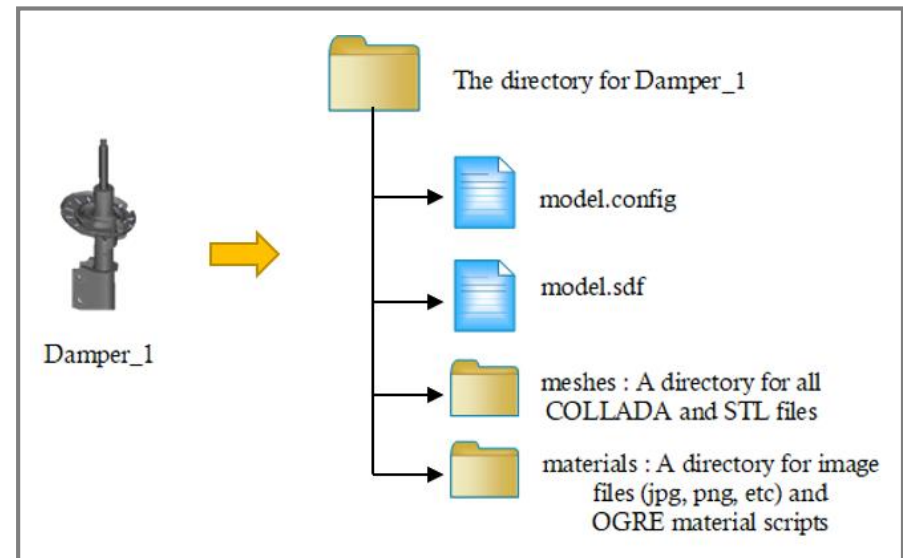 The directory for Damper_1
model.config
model.sdf
Damper_1
meshes : A directory for all
COLLADA and STL files
materials : A directory for image
files (jpg, png, etc) and
OGRE material scripts